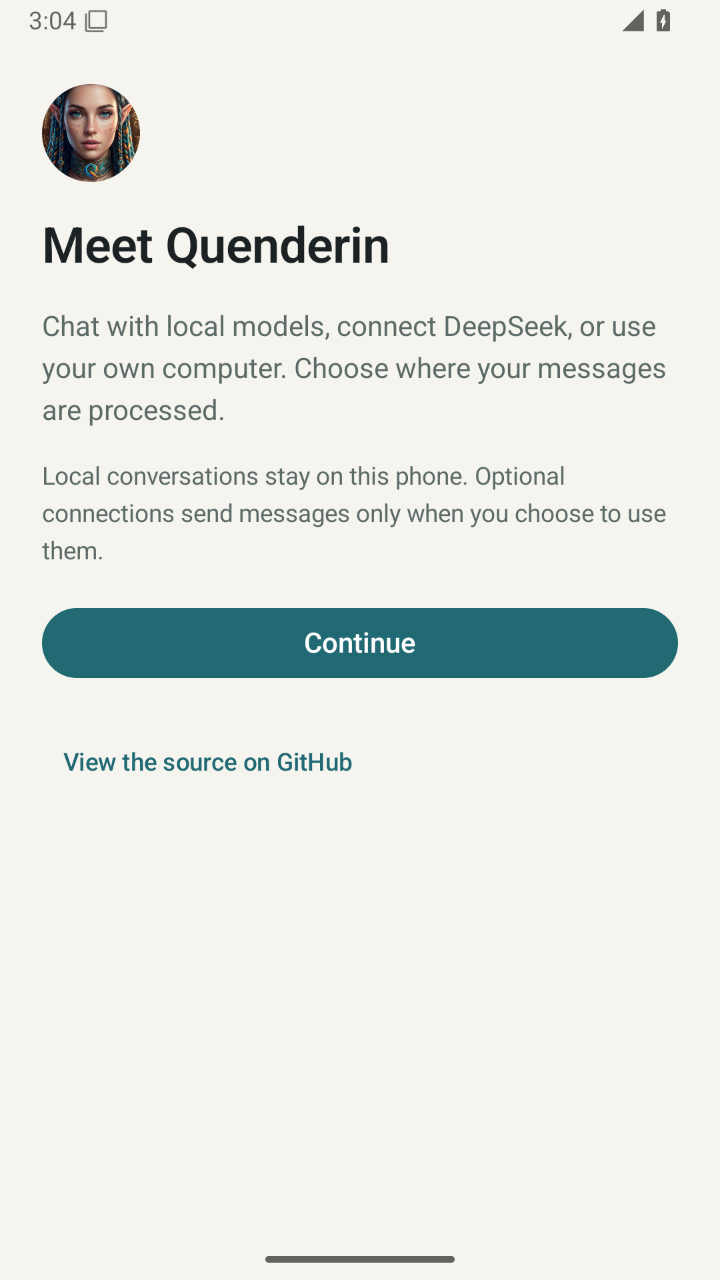 3:04
Meet Quenderin
Chat with local models, connect DeepSeek, or use
your own computer. Choose where your messages
are processed.
Local conversations stay on this phone. Optional
connections send messages only when you choose to use
them.
Continue
View the source on GitHub